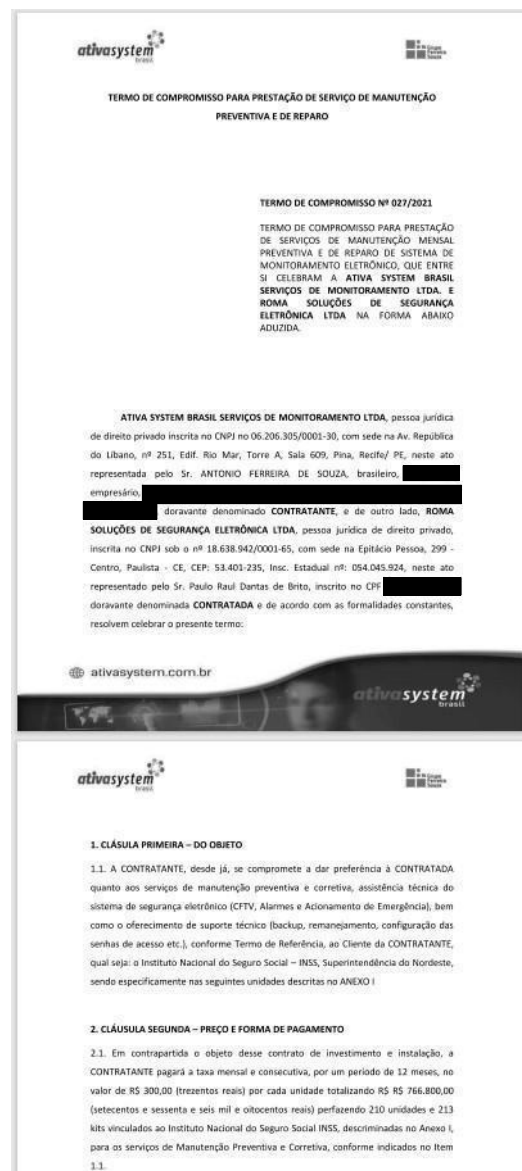 ativasystem
brasil
Grupo
Ferreira
Souza
TERMO DE COMPROMISSO PARA PRESTAÇÃO DE SERVIÇO DE MANUTENÇÃO
PREVENTIVA E DE REPARO
TERMO DE COMPROMISSO Nº 027/2021
TERMO DE COMPROMISSO PARA PRESTAÇÃO
DE SERVIÇOS DE MANUTENÇÃO MENSAL
PREVENTIVA E DE REPARO DE SISTEMA DE
MONITORAMENTO ELETRÔNICO, QUE ENTRE
SI CELEBRAM A ATIVA SYSTEM BRASIL
SERVIÇOS DE MONITORAMENTO LTDA. E
ROMA SOLUÇÕES DE SEGURANÇA
ELETRÔNICA LTDA NA FORMA ABAIXO
ADUZIDA.
ATIVA SYSTEM BRASIL SERVIÇOS DE MONITORAMENTO LTDA, pessoa jurídica
de direito privado inscrita no CNPJ no 06.206.305/0001-30, com sede na Av. República
do Líbano, nº 251, Edif. Rio Mar, Torre A, Sala 609, Pina, Recife/ PE, neste ato
representada pelo Sr. ANTONIO FERREIRA DE SOUZA, brasileiro,
empresário,
doravante denominado CONTRATANTE, e de outro lado, ROMA
SOLUÇÕES DE SEGURANÇA ELETRÔNICA LTDA, pessoa jurídica de direito privado,
inscrita no CNPJ sob o nº 18.638.942/0001-65, com sede na Epitácio Pessoa, 299 -
Centro, Paulista - CE, CEP: 53.401-235, Insc. Estadual nº: 054.045.924, neste ato
representado pelo Sr. Paulo Raul Dantas de Brito, inscrito no CPF
doravante denominada CONTRATADA e de acordo com as formalidades constantes,
resolvem celebrar o presente termo:
ativasystem.com.br
ativasystem
brasil
ativasystem
brasil
Grupo
Ferreira
Souza
1. CLÁSULA PRIMEIRA – DO OBJETO
1.1. A CONTRATANTE, desde já, se compromete a dar preferência à CONTRATADA
quanto aos serviços de manutenção preventiva e corretiva, assistência técnica do
sistema de segurança eletrônico (CFTV, Alarmes e Acionamento de Emergência), bem
como o oferecimento de suporte técnico (backup, remanejamento, configuração das
senhas de acesso etc.), conforme Termo de Referência, ao Cliente da CONTRATANTE,
qual seja: o Instituto Nacional do Seguro Social – INSS, Superintendência do Nordeste,
sendo especificamente nas seguintes unidades descritas no ANEXO I
2. CLÁUSULA SEGUNDA – PREÇO E FORMA DE PAGAMENTO
2.1. Em contrapartida o objeto desse contrato de investimento e instalação, a
CONTRATANTE pagará a taxa mensal e consecutiva, por um período de 12 meses, no
valor de R$ 300,00 (trezentos reais) por cada unidade totalizando R$ R$ 766.800,00
(setecentos e sessenta e seis mil e oitocentos reais) perfazendo 210 unidades e 213
kits vinculados ao Instituto Nacional do Seguro Social INSS, descriminadas no Anexo I,
para os serviços de Manutenção Preventiva e Corretiva, conforme indicados no Item
1.1.